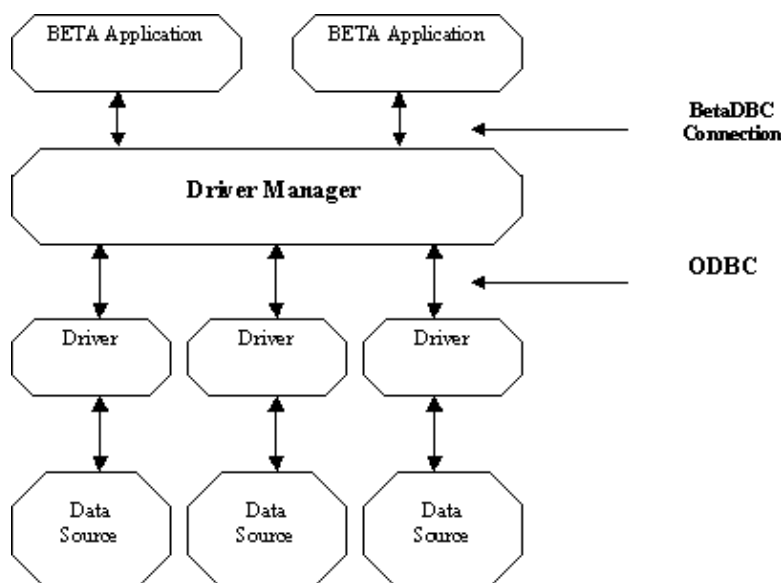 BETA Application
BETA Application
BetaDBC
Connection
Driver Manager
ODBC
Driver
Driver
Driver
Data
Source
Data
Source
Data
Source